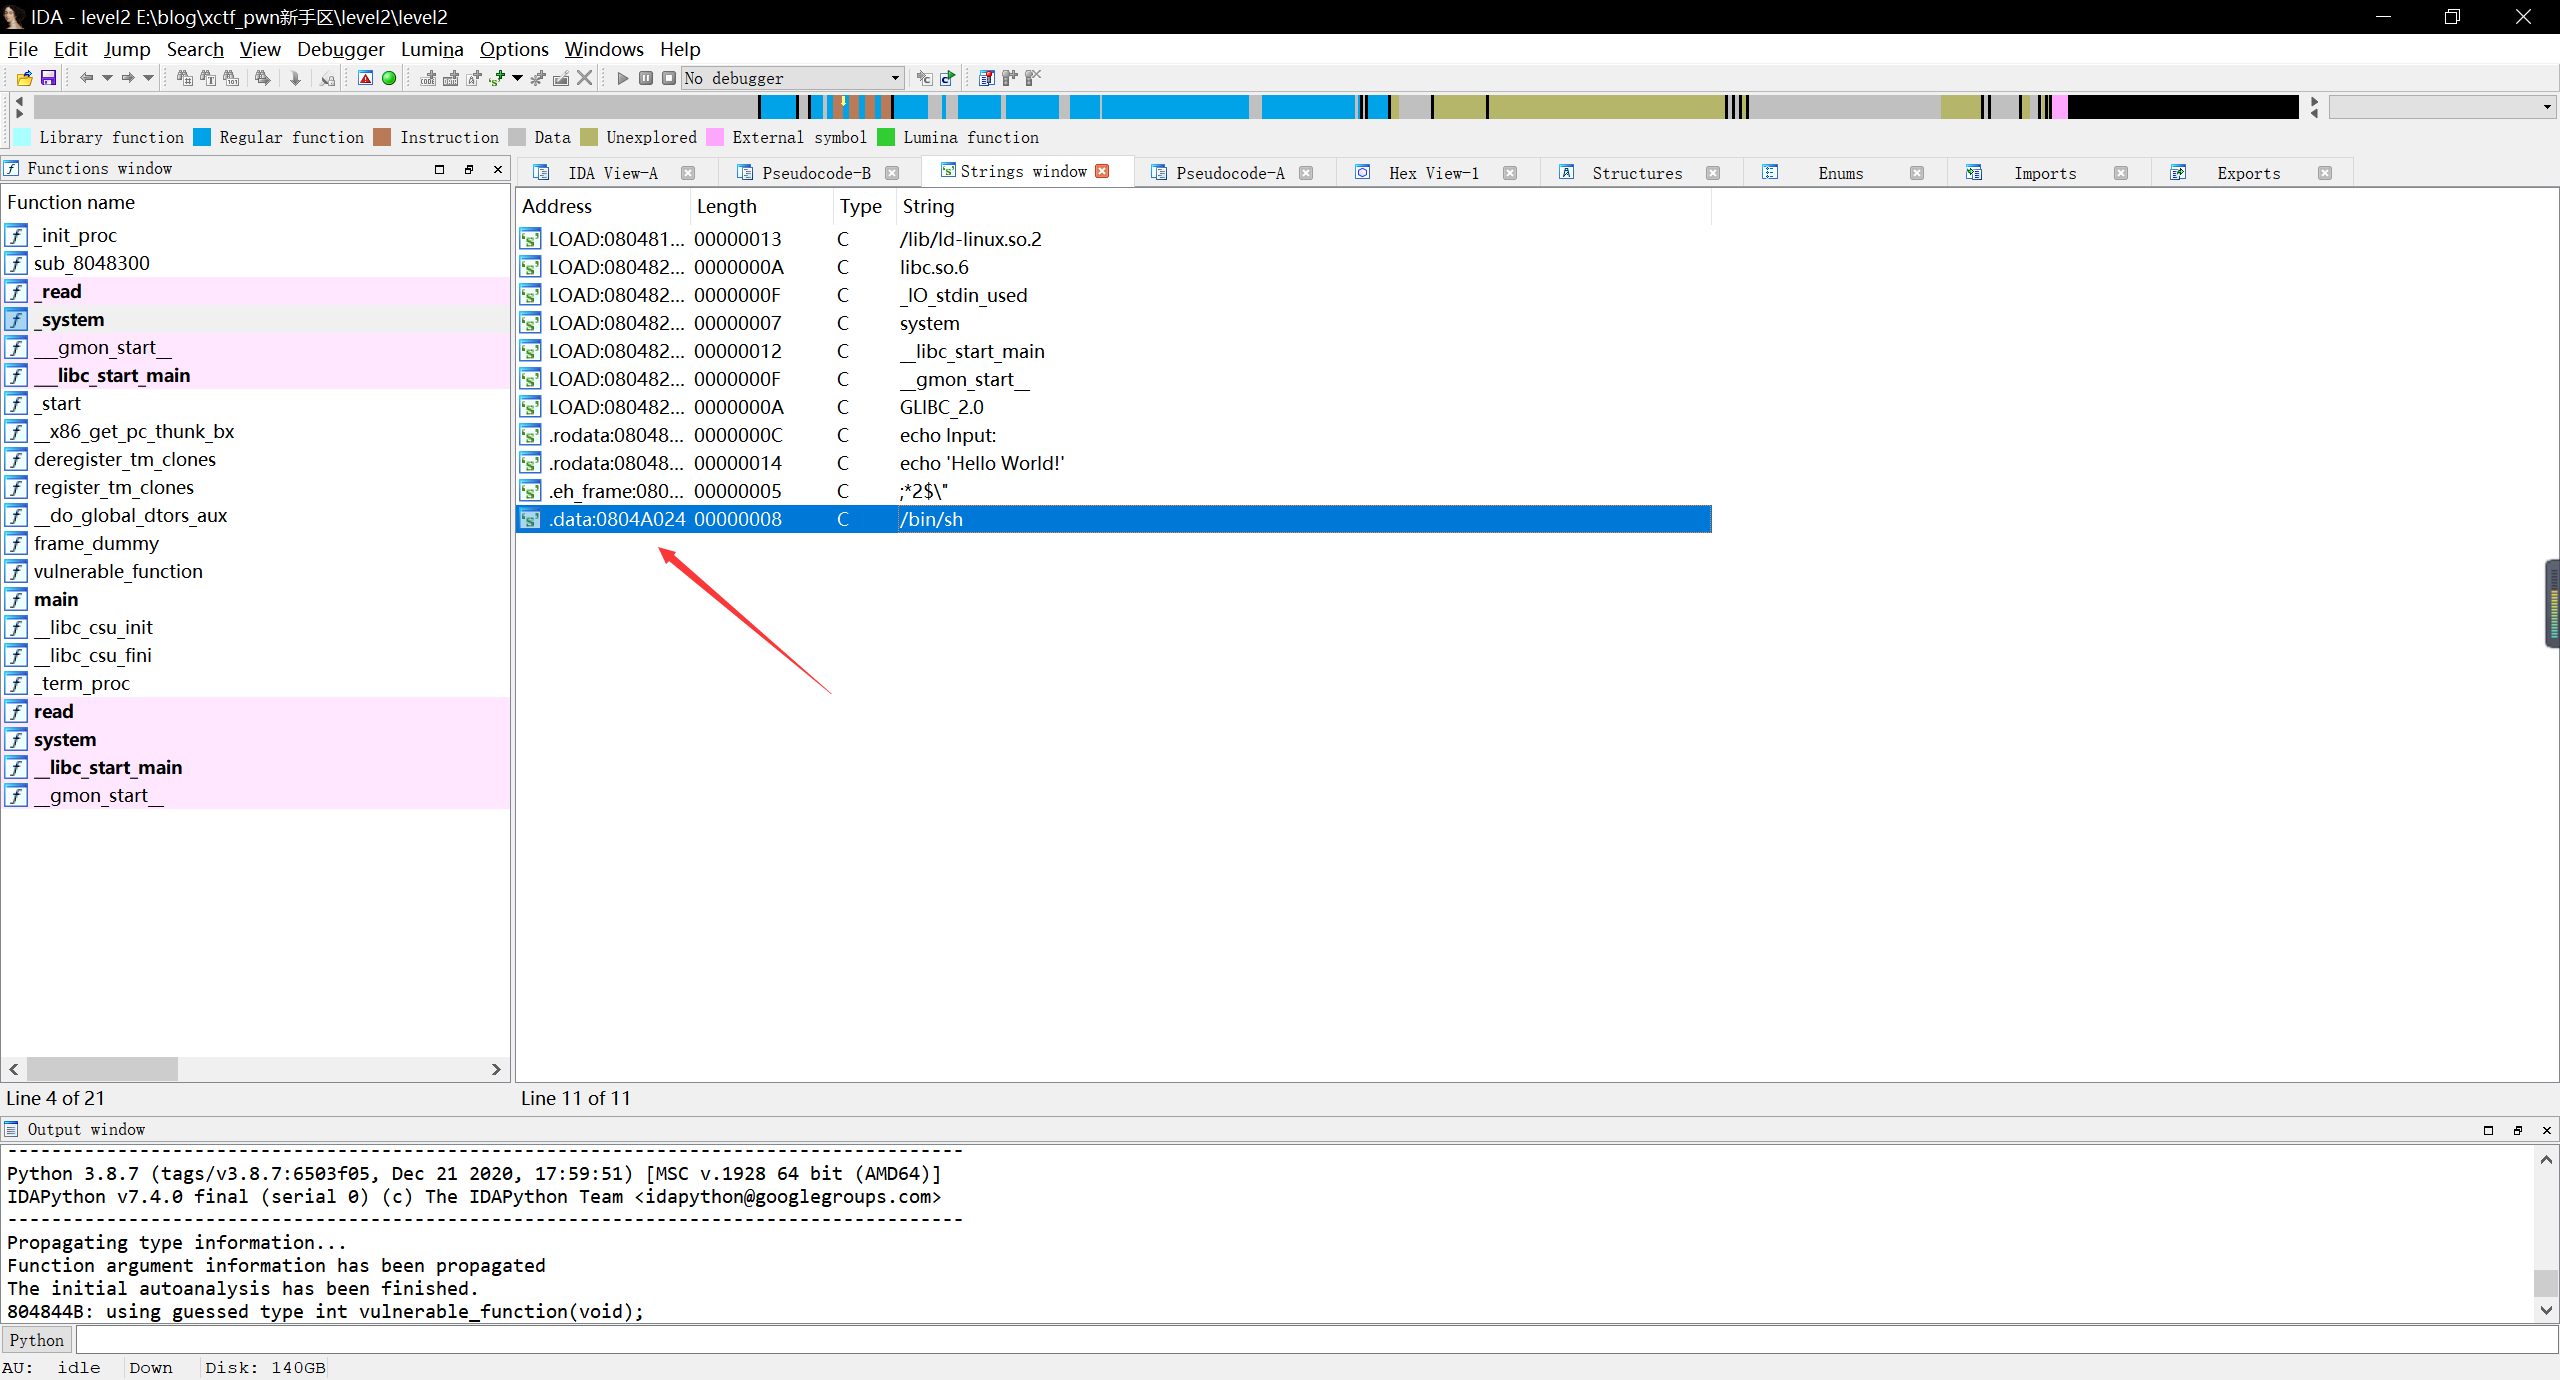 IDA - level2 E:\blog\xctf_pwn新手区\level2\level2
File Edit Jump Search View Debugger Lumina Options Windows Help
No debugger
Library function Regular function Instruction Data Unexplored External symbol Lumina function
Functions window
IDA View-A Pseudocode-B Strings window Pseudocode-A Hex View-1 Structures Enums Imports Exports
Function name
_init_proc
sub_8048300
_read
_system
___gmon_start__
___libc_start_main
_start
__x86_get_pc_thunk_bx
deregister_tm_clones
register_tm_clones
__do_global_dtors_aux
frame_dummy
vulnerable_function
main
__libc_csu_init
__libc_csu_fini
_term_proc
read
system
__libc_start_main
__gmon_start__
Line 4 of 21
Address Length Type String
LOAD:080481... 00000013 C /lib/ld-linux.so.2
LOAD:080482... 0000000A C libc.so.6
LOAD:080482... 0000000F C _IO_stdin_used
LOAD:080482... 00000007 C system
LOAD:080482... 00000012 C __libc_start_main
LOAD:080482... 0000000F C __gmon_start__
LOAD:080482... 0000000A C GLIBC_2.0
.rodata:08048... 0000000C C echo Input:
.rodata:08048... 00000014 C echo 'Hello World!'
.eh_frame:080... 00000005 C ;*2$\"
.data:0804A024 00000008 C /bin/sh
Line 11 of 11
Output window
---------------------------------------------------------------------------------------
Python 3.8.7 (tags/v3.8.7:6503f05, Dec 21 2020, 17:59:51) [MSC v.1928 64 bit (AMD64)]
IDAPython v7.4.0 final (serial 0) (c) The IDAPython Team <idapython@googlegroups.com>
---------------------------------------------------------------------------------------
Propagating type information...
Function argument information has been propagated
The initial autoanalysis has been finished.
804844B: using guessed type int vulnerable_function(void);
Python
AU: idle Down Disk: 140GB